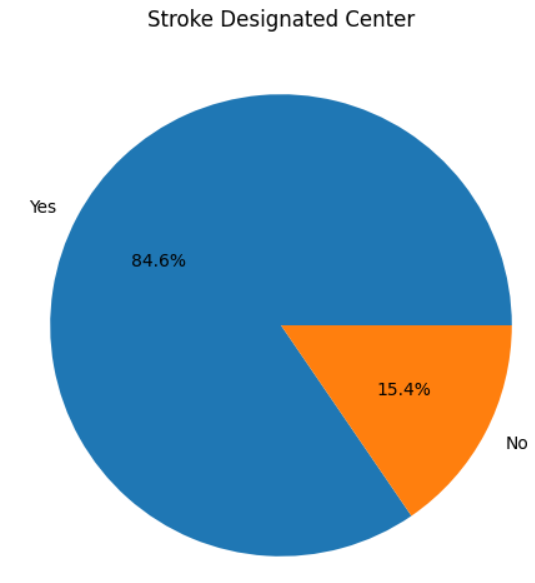 Stroke Designated Center
Yes
84.6%
15.4%
No